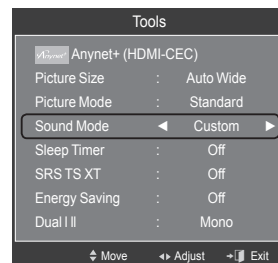 Tools
Anynet+ Anynet+ (HDMI-CEC)
Picture Size : Auto Wide
Picture Mode : Standard
Sound Mode ◄ Custom ►
Sleep Timer : Off
SRS TS XT : Off
Energy Saving : Off
Dual l ll : Mono
Move Adjust Exit